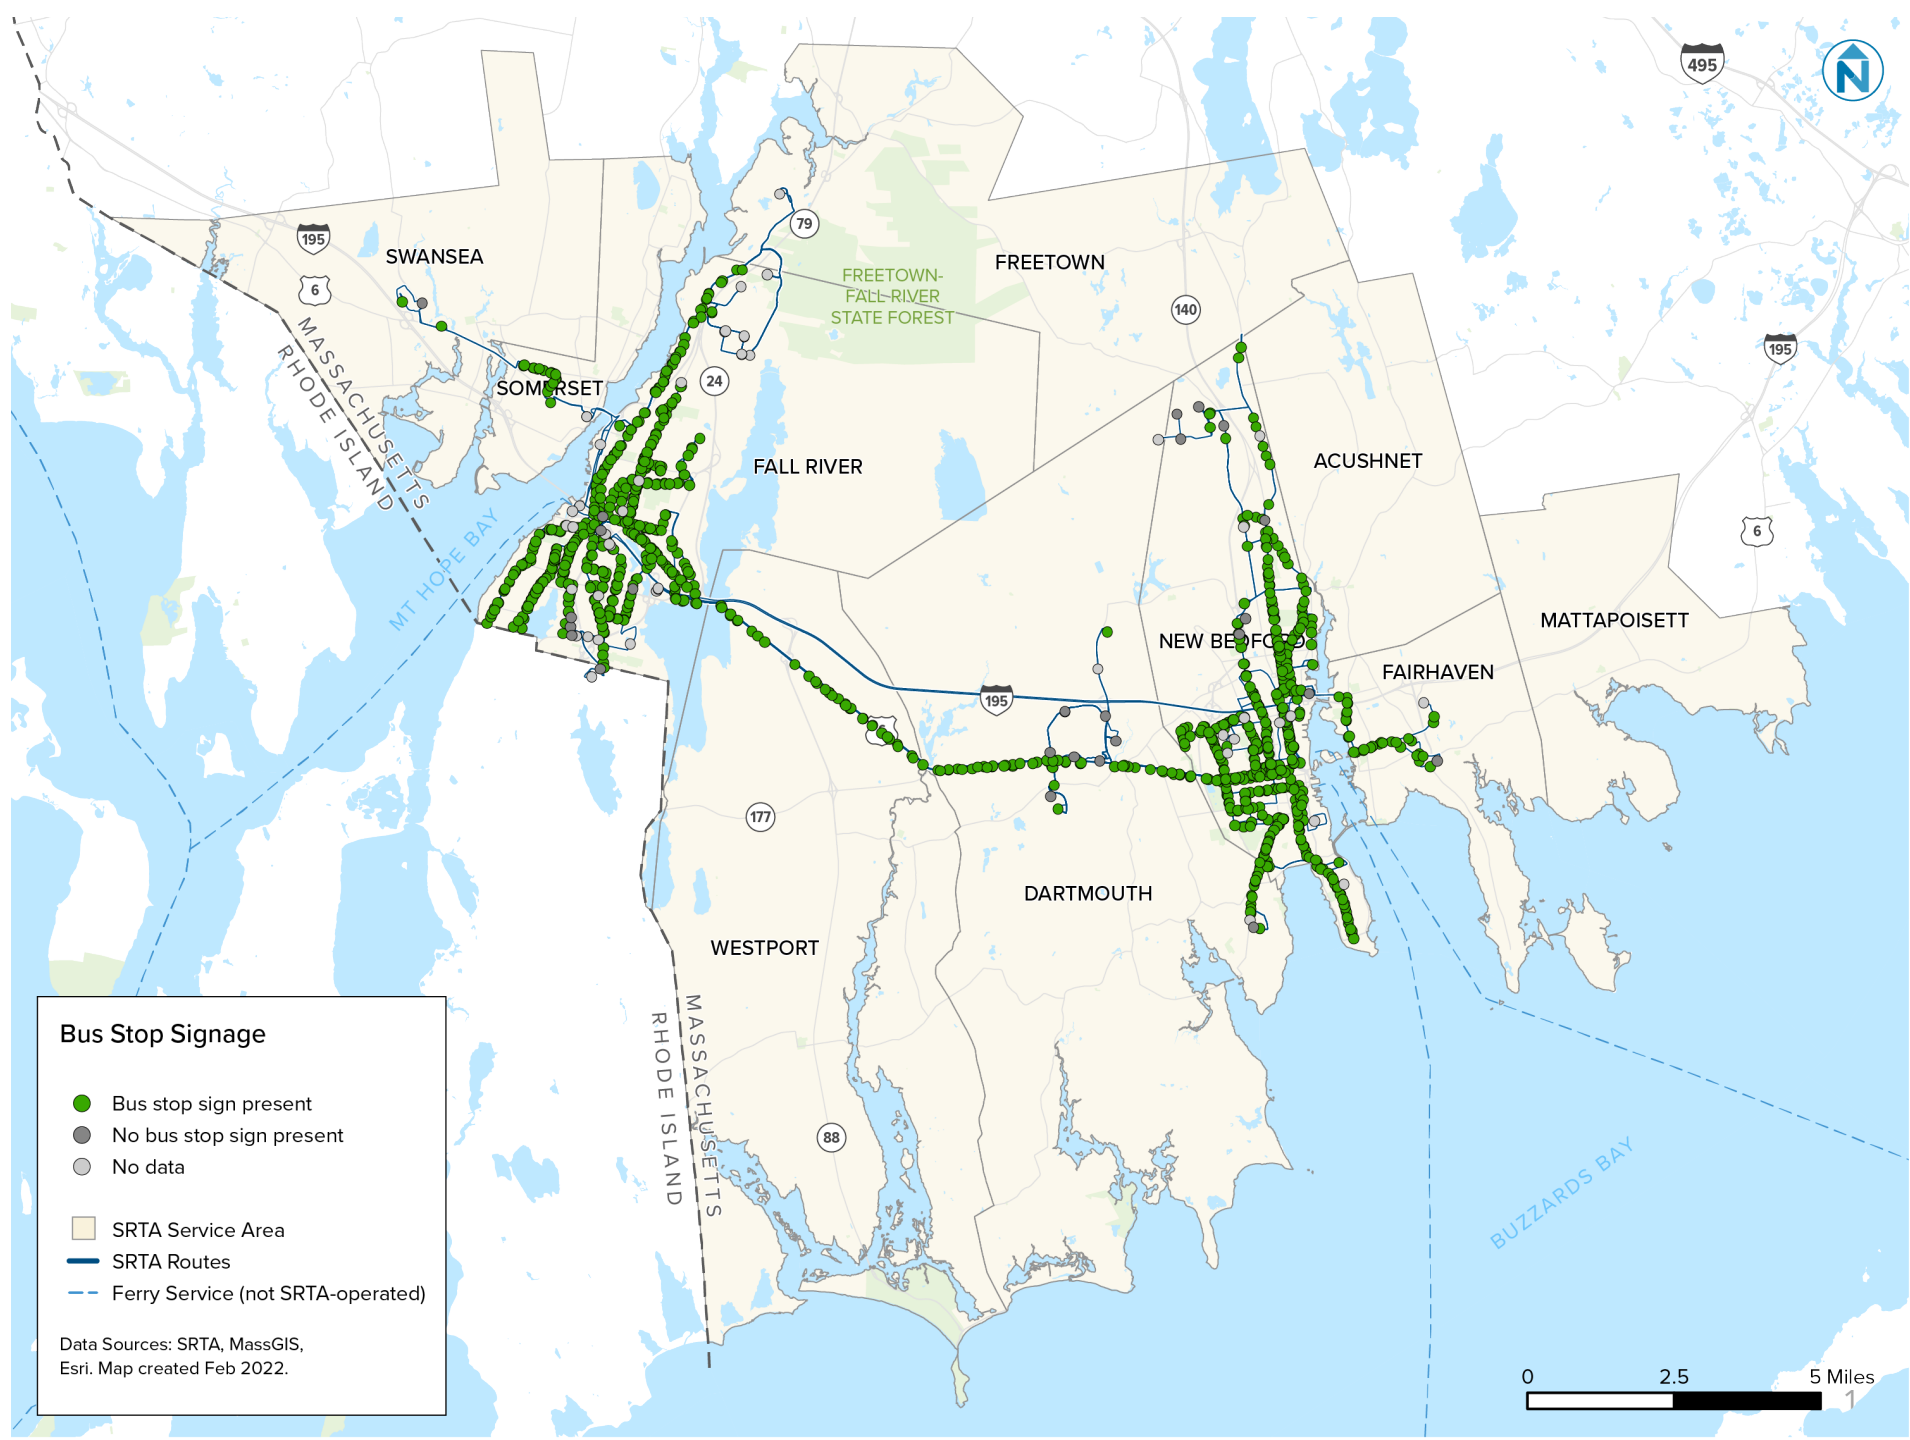 495
N
79
195
SWANSEA
6
FREETOWN-
FALL RIVER
STATE FOREST
FREETOWN
140
195
MASSACHUSETTS
RHODE ISLAND
SOMERSET
24
FALL RIVER
ACUSHNET
6
MT HOPE BAY
NEW BEDFORD
MATTAPOISETT
FAIRHAVEN
195
177
DARTMOUTH
WESTPORT
MASSACHUSETTS
RHODE ISLAND
88
BUZZARDS BAY
Bus Stop Signage
Bus stop sign present
No bus stop sign present
No data
SRTA Service Area
SRTA Routes
Ferry Service (not SRTA-operated)
Data Sources: SRTA, MassGIS,
Esri. Map created Feb 2022.
0 2.5 5 Miles
1